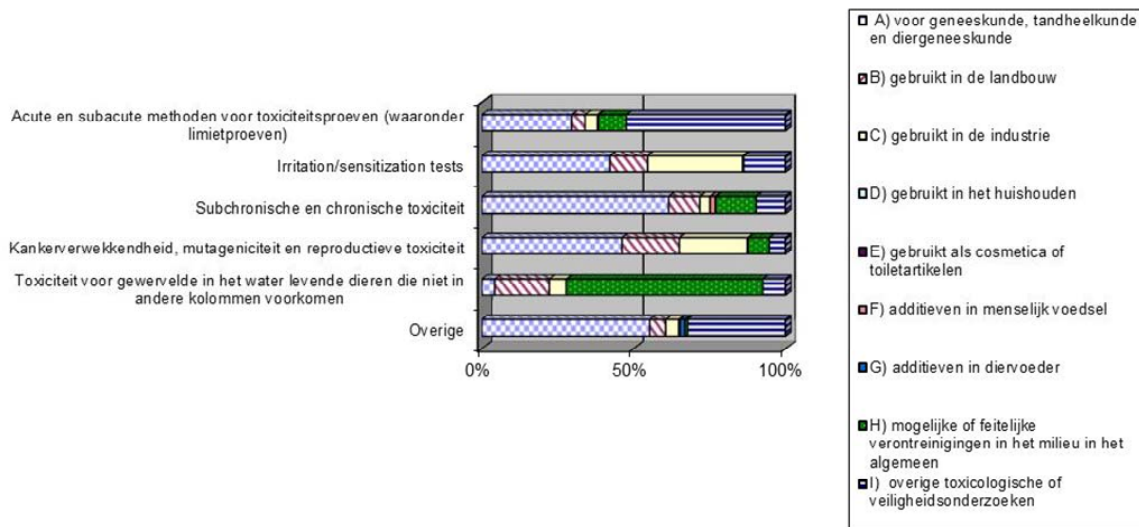 Acute en subacute methoden voor toxiciteitsproeven (waaronder
limietproeven)
Irritation/sensitization tests
Subchronische en chronische toxiciteit
Kankerverwekkendheid, mutageniciteit en reproductieve toxiciteit
Toxiciteit voor gewervelde in het water levende dieren die niet in
andere kolommen voorkomen
Overige
0%
50%
100%
A) voor geneeskunde, tandheelkunde
en diergeneeskunde
B) gebruikt in de landbouw
C) gebruikt in de industrie
D) gebruikt in het huishouden
E) gebruikt als cosmetica of
toiletartikelen
F) additieven in menselijk voedsel
G) additieven in diervoeder
H) mogelijke of feitelijke
verontreinigingen in het milieu in het
algemeen
I) overige toxicologische of
veiligheidsonderzoeken